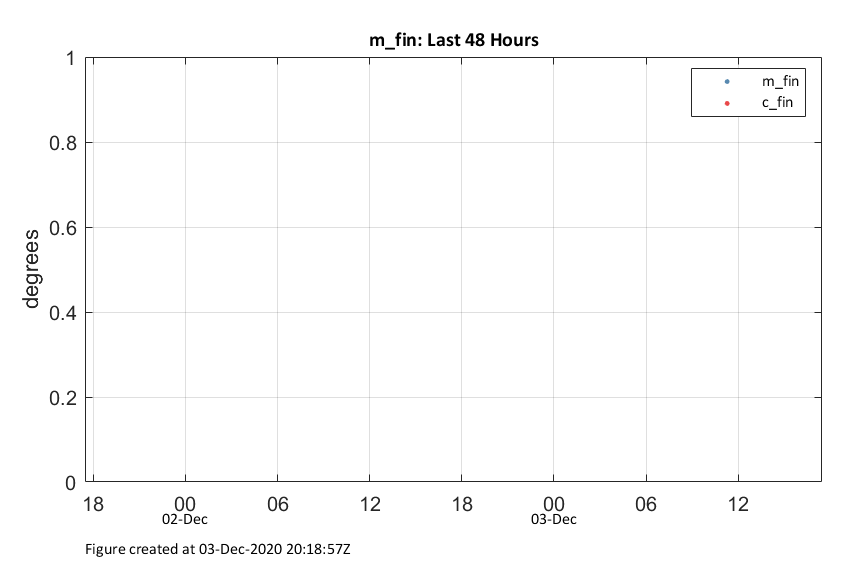 m_fin: Last 48 Hours
1
m_fin
c_fin
0.8
0.6
degrees
0.4
0.2
0
18 00 06 12 18 00 06 12
02-Dec 03-Dec
Figure created at 03-Dec-2020 20:18:57Z